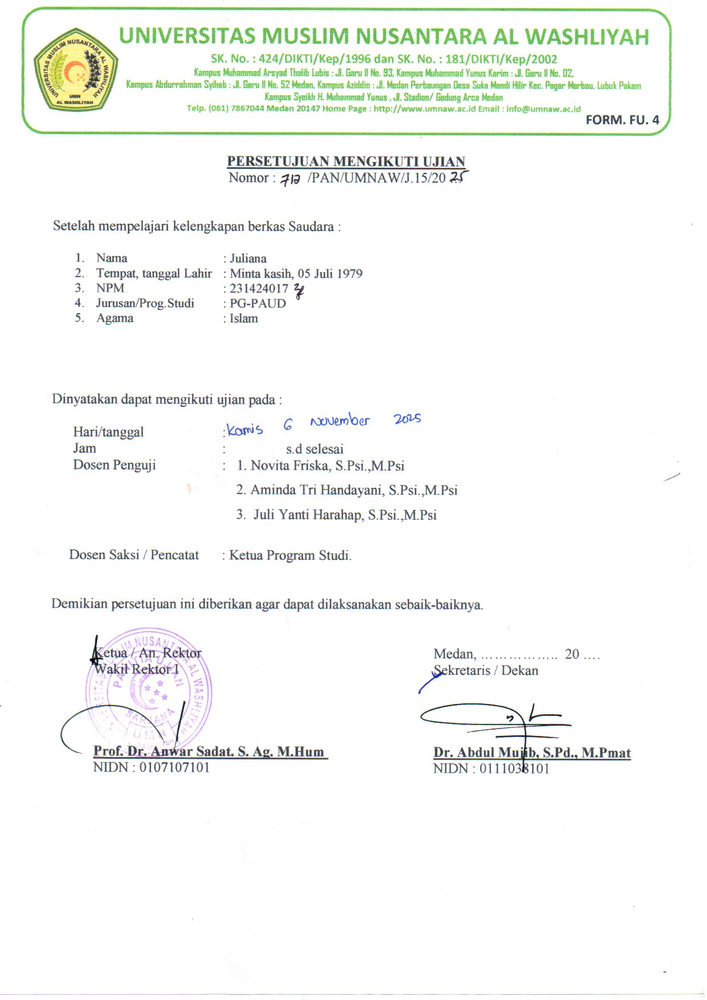 UNIVERSITAS MUSLIM NUSANTARA AL WASHLIYAH
SK. No. : 424/DIKTI/Kep/1996 dan SK. No. : 181/DIKTI/Kep/2002
Kampus Muhammad Arsyad Thalib Lubis : Jl. Garu II No. 93, Kampus Muhammad Yunus Karim : Jl. Garu II No. 02,
Kampus Abdurrahman Syihab : Jl. Garu II No. 52 Medan, Kampus Aziddin : Jl. Medan Perbaungan Desa Suka Mandi Hilir Kec. Pagar Merbau, Lubuk Pakam
Kampus Syeikh H. Muhammad Yunus , Jl. Stadion/ Gedung Arca Medan
Telp. (061) 7867044 Medan 20147 Home Page : http://www.umnaw.ac.id Email : info@umnaw.ac.id
FORM. FU. 4
UNIVERSITAS MUSLIM NUSANTARA AL WASHLIYAH
UMN
AL WASHLIYAH
PERSETUJUAN MENGIKUTI UJIAN
Nomor : /PAN/UMNAW/J.15/20 25
Setelah mempelajari kelengkapan berkas Saudara :
1. Nama : Juliana
2. Tempat, tanggal Lahir : Minta kasih, 05 Juli 1979
3. NPM : 231424017
4. Jurusan/Prog.Studi : PG-PAUD
5. Agama : Islam
Dinyatakan dapat mengikuti ujian pada :
Hari/tanggal : Kamis 6 November 2025
Jam : s.d selesai
Dosen Penguji : 1. Novita Friska, S.Psi.,M.Psi
2. Aminda Tri Handayani, S.Psi.,M.Psi
3. Juli Yanti Harahap, S.Psi.,M.Psi
Dosen Saksi / Pencatat : Ketua Program Studi.
Demikian persetujuan ini diberikan agar dapat dilaksanakan sebaik-baiknya.
Ketua / An. Rektor
Wakil Rektor I
PANITIA UJIAN
SARJANA
UMN
Prof. Dr. Anwar Sadat. S. Ag. M.Hum
NIDN : 0107107101
Medan, ................. 20 ....
Sekretaris / Dekan
Dr. Abdul Mujib, S.Pd., M.Pmat
NIDN : 0111038101